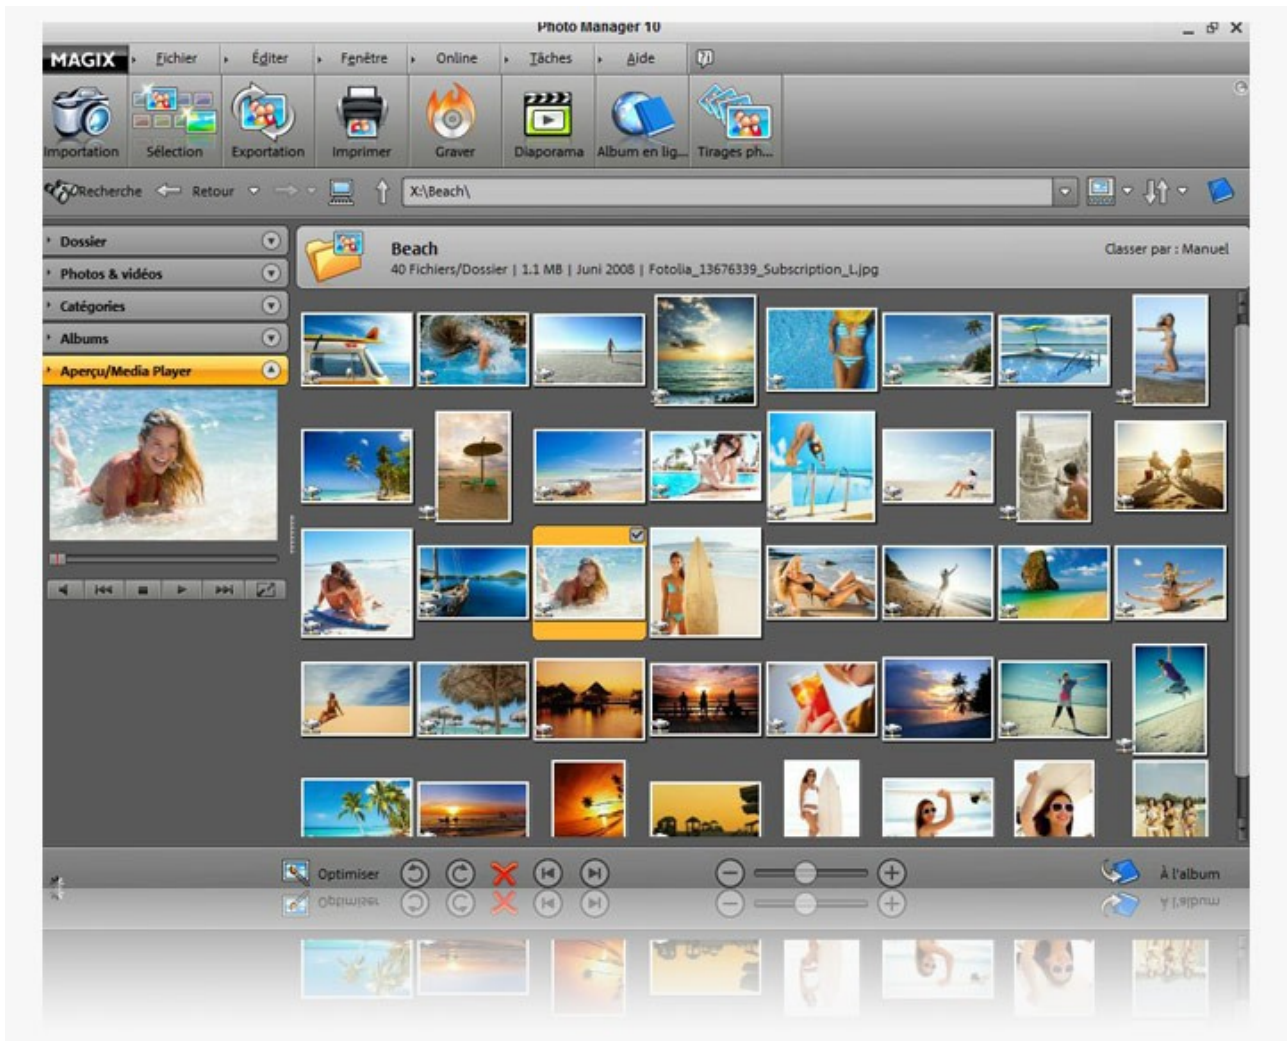 Photo Manager 10
MAGIX Fichier Éditer Fenêtre Online Tâches Aide
Importation Sélection Exportation Imprimer Graver Diaporama Album en lig... Tirages ph...
Recherche Retour X:\Beach\
Dossier
Photos & vidéos
Catégories
Albums
Aperçu/Media Player
Beach
40 Fichiers/Dossier | 1.1 MB | Juni 2008 | Fotolia_13676339_Subscription_L.jpg
Classer par : Manuel
Optimiser À l'album